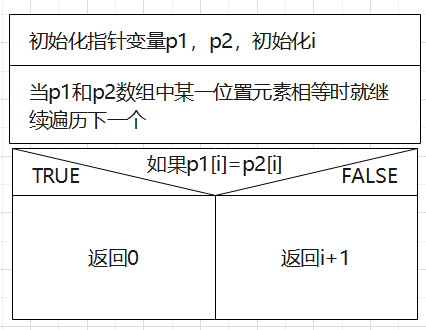 初始化指针变量p1，p2，初始化i
当p1和p2数组中某一位置元素相等时就继
续遍历下一个
如果p1[i]=p2[i]
TRUE
FALSE
返回0
返回i+1